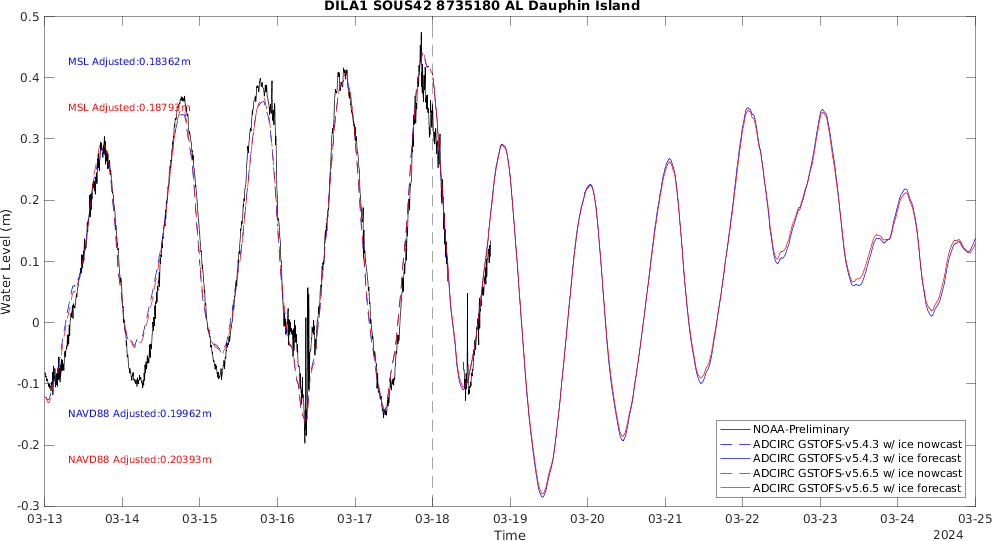 DILA1 SOUS42 8735180 AL Dauphin Island
0.5
0.4
0.3
0.2
0.1
0
-0.1
-0.2
-0.3
Water Level (m)
MSL Adjusted:0.18362m
MSL Adjusted:0.18793m
NAVD88 Adjusted:0.19962m
NAVD88 Adjusted:0.20393m
NOAA-Preliminary
ADCIRC GSTOFS-v5.4.3 w/ ice nowcast
ADCIRC GSTOFS-v5.4.3 w/ ice forecast
ADCIRC GSTOFS-v5.6.5 w/ ice nowcast
ADCIRC GSTOFS-v5.6.5 w/ ice forecast
03-13 03-14 03-15 03-16 03-17 03-18 03-19 03-20 03-21 03-22 03-23 03-24 03-25
Time
2024